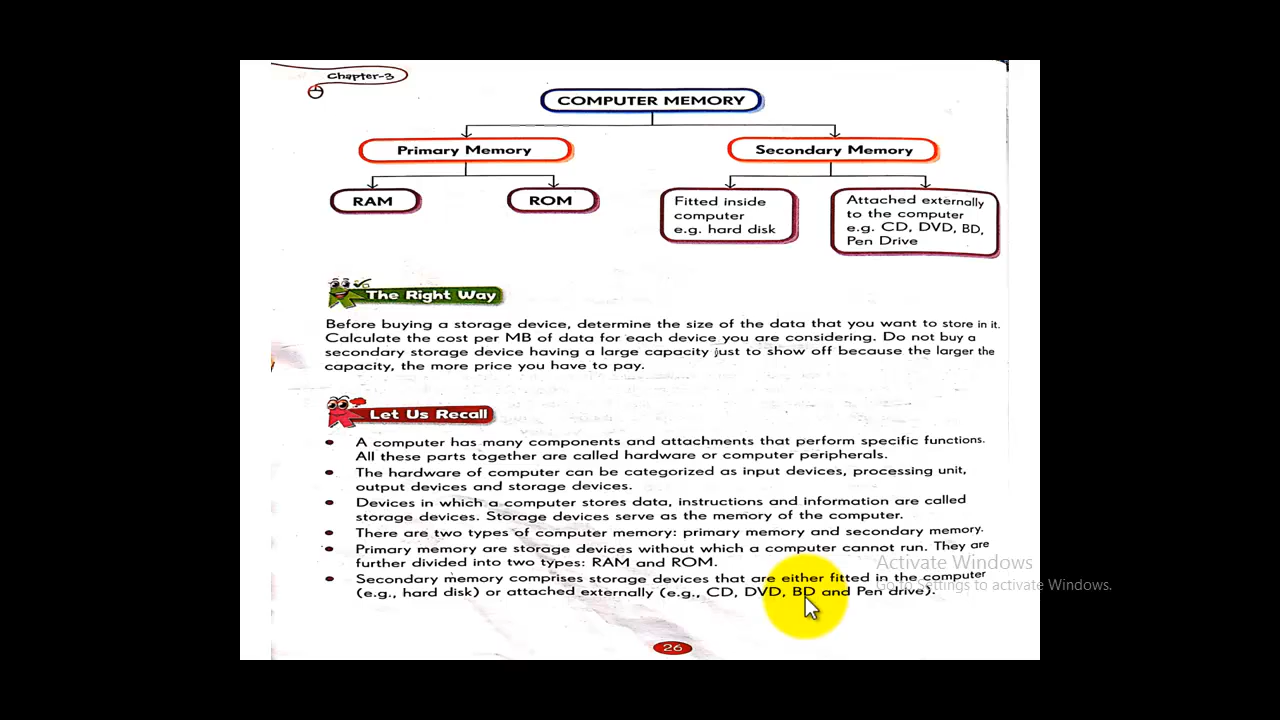 Chapter-3
COMPUTER MEMORY
Primary Memory
Secondary Memory
RAM
ROM
Fitted inside
computer
e.g. hard disk
Attached externally
to the computer
e.g. CD, DVD, BD,
Pen Drive
The Right Way
Before buying a storage device, determine the size of the data that you want to store in it.
Calculate the cost per MB of data for each device you are considering. Do not buy a
secondary storage device having a large capacity just to show off because the larger the
capacity, the more price you have to pay.
Let Us Recall
• A computer has many components and attachments that perform specific functions.
All these parts together are called hardware or computer peripherals.
• The hardware of computer can be categorized as input devices, processing unit,
output devices and storage devices.
• Devices in which a computer stores data, instructions and information are called
storage devices. Storage devices serve as the memory of the computer.
• There are two types of computer memory: primary memory and secondary memory.
• Primary memory are storage devices without which a computer cannot run. They are
further divided into two types: RAM and ROM.
• Secondary memory comprises storage devices that are either fitted in the computer
(e.g., hard disk) or attached externally (e.g., CD, DVD, BD and Pen drive).
Activate Windows
Go to Settings to activate Windows.
26